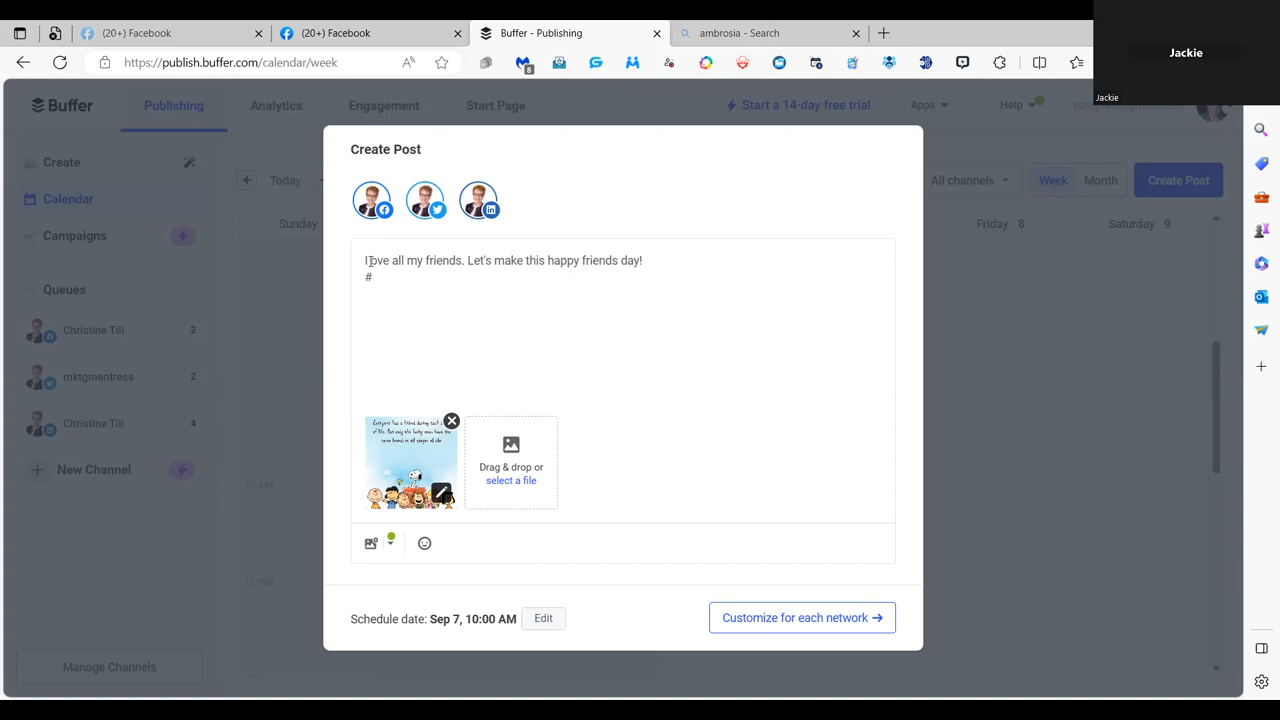 (20+) Facebook
(20+) Facebook
Buffer - Publishing
ambrosia - Search
https://publish.buffer.com/calendar/week
A
8
Jackie
Jackie
Buffer
Publishing
Analytics
Engagement
Start Page
Start a 14-day free trial
Apps
Help
Create
Calendar
Campaigns
Queues
Christine Till 2
mktgmentress 2
Christine Till 4
New Channel
Manage Channels
Today
All channels
Week
Month
Create Post
Sunday
Friday 8
Saturday 9
Create Post
I love all my friends. Let's make this happy friends day!
#
Drag & drop or
select a file
Schedule date: Sep 7, 10:00 AM
Edit
Customize for each network